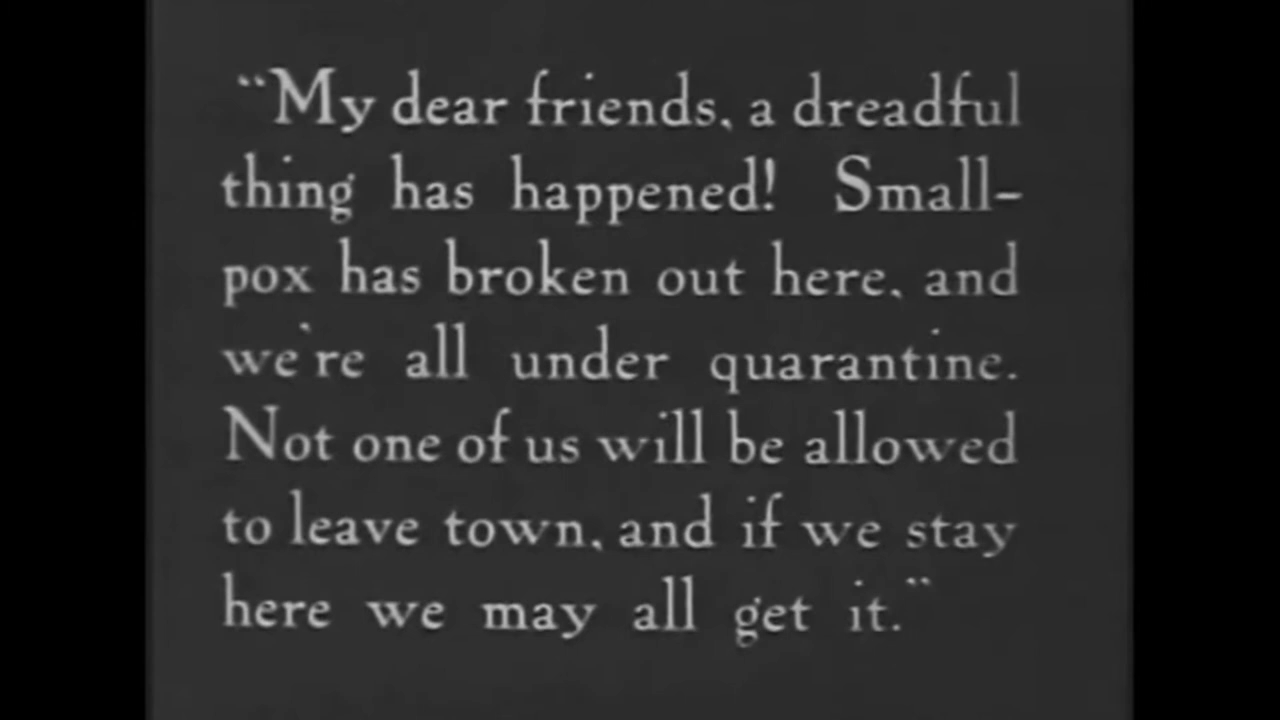 “My dear friends, a dreadful
thing has happened! Small-
pox has broken out here, and
we're all under quarantine.
Not one of us will be allowed
to leave town, and if we stay
here we may all get it.”